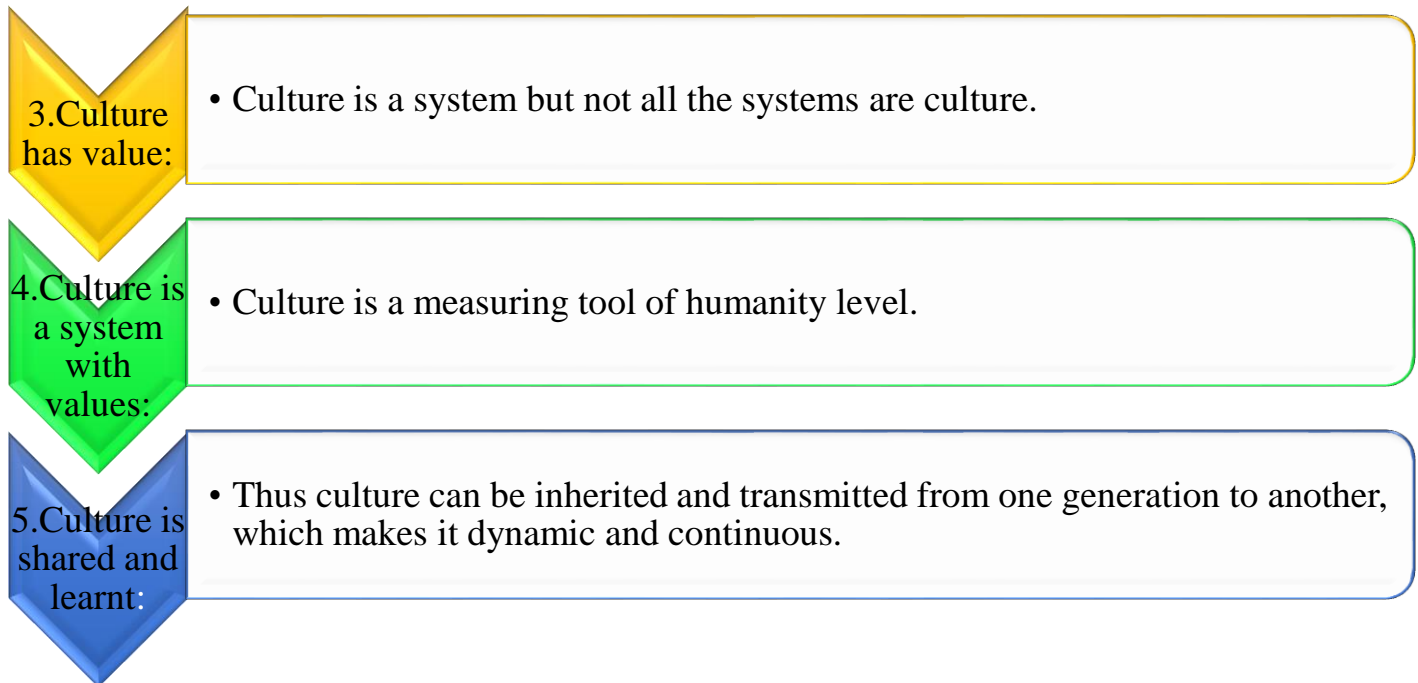 3.Culture
has value:
• Culture is a system but not all the systems are culture.
4.Culture is
a system
with
values:
• Culture is a measuring tool of humanity level.
5.Culture is
shared and
learnt:
• Thus culture can be inherited and transmitted from one generation to another,
which makes it dynamic and continuous.